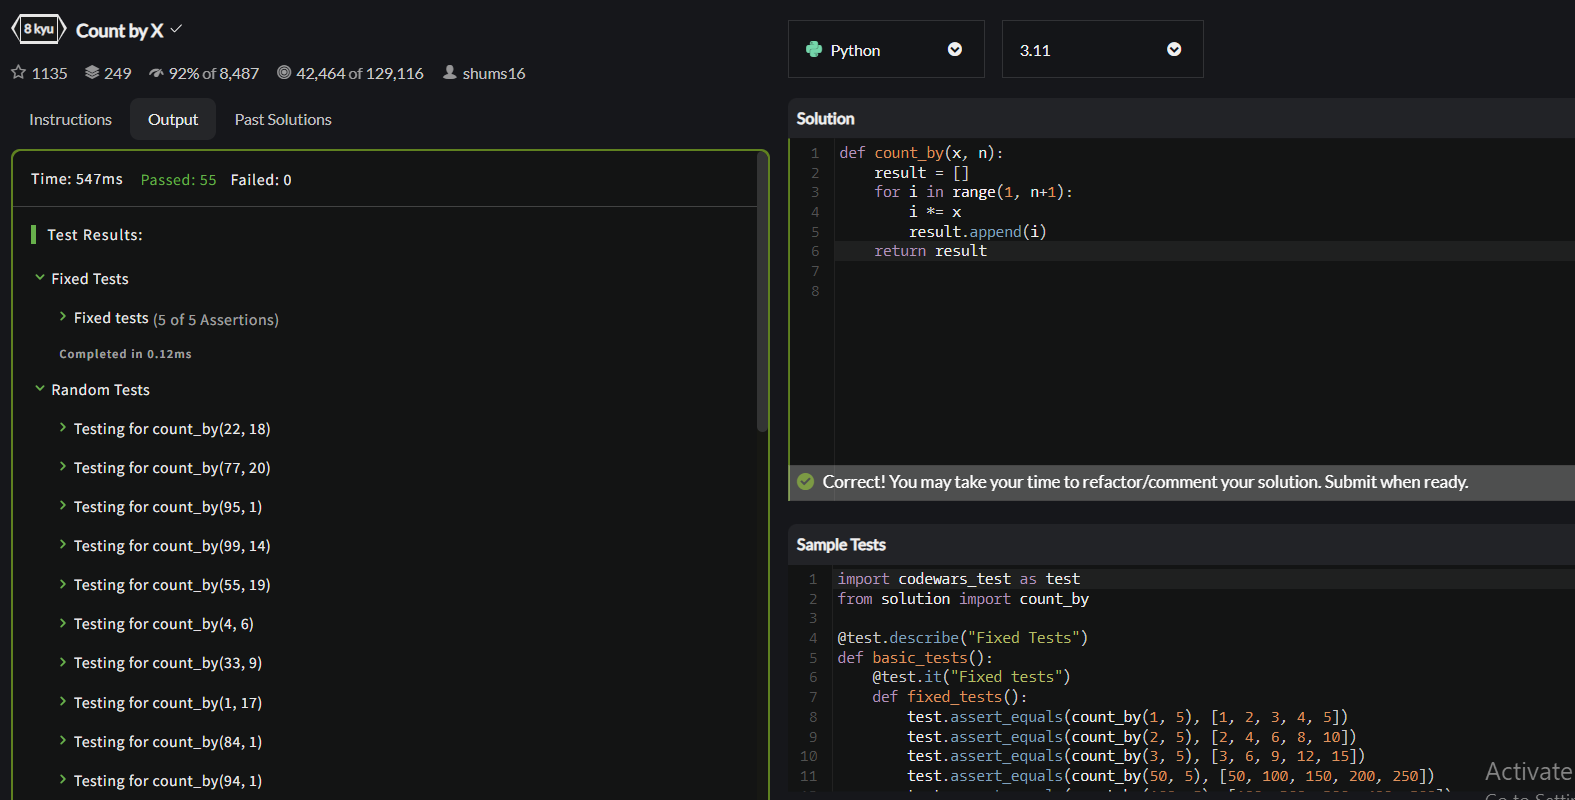 8 kyu Count by X
1135 249 92% of 8,487 42,464 of 129,116 shums16
Instructions Output Past Solutions
Time: 547ms Passed: 55 Failed: 0
Test Results:
Fixed Tests
Fixed tests (5 of 5 Assertions)
Completed in 0.12ms
Random Tests
Testing for count_by(22, 18)
Testing for count_by(77, 20)
Testing for count_by(95, 1)
Testing for count_by(99, 14)
Testing for count_by(55, 19)
Testing for count_by(4, 6)
Testing for count_by(33, 9)
Testing for count_by(1, 17)
Testing for count_by(84, 1)
Testing for count_by(94, 1)
Python 3.11
Solution
1 def count_by(x, n):
2     result = []
3     for i in range(1, n+1):
4         i *= x
5         result.append(i)
6     return result
7
8
Correct! You may take your time to refactor/comment your solution. Submit when ready.
Sample Tests
1 import codewars_test as test
2 from solution import count_by
3
4 @test.describe("Fixed Tests")
5 def basic_tests():
6     @test.it("Fixed tests")
7     def fixed_tests():
8         test.assert_equals(count_by(1, 5), [1, 2, 3, 4, 5])
9         test.assert_equals(count_by(2, 5), [2, 4, 6, 8, 10])
10         test.assert_equals(count_by(3, 5), [3, 6, 9, 12, 15])
11         test.assert_equals(count_by(50, 5), [50, 100, 150, 200, 250])
Activate